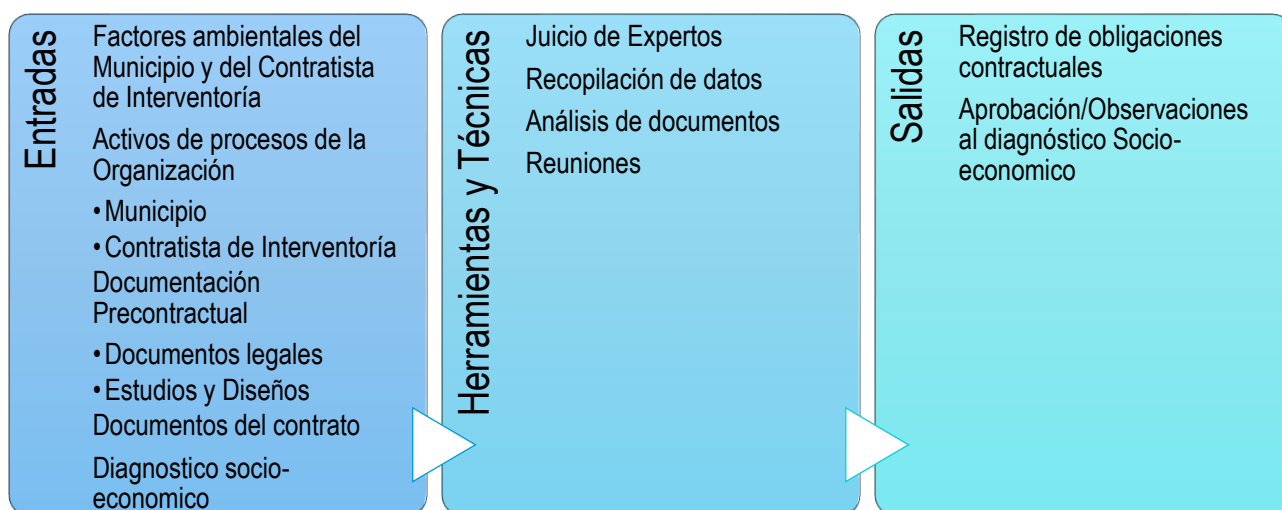 Entradas
Factores ambientales del
Municipio y del Contratista
de Interventoría
Activos de procesos de la
Organización
• Municipio
• Contratista de Interventoría
Documentación
Precontractual
• Documentos legales
• Estudios y Diseños
Documentos del contrato
Diagnostico socio-
economico
Herramientas y Técnicas
Juicio de Expertos
Recopilación de datos
Análisis de documentos
Reuniones
Salidas
Registro de obligaciones
contractuales
Aprobación/Observaciones
al diagnóstico Socio-
economico